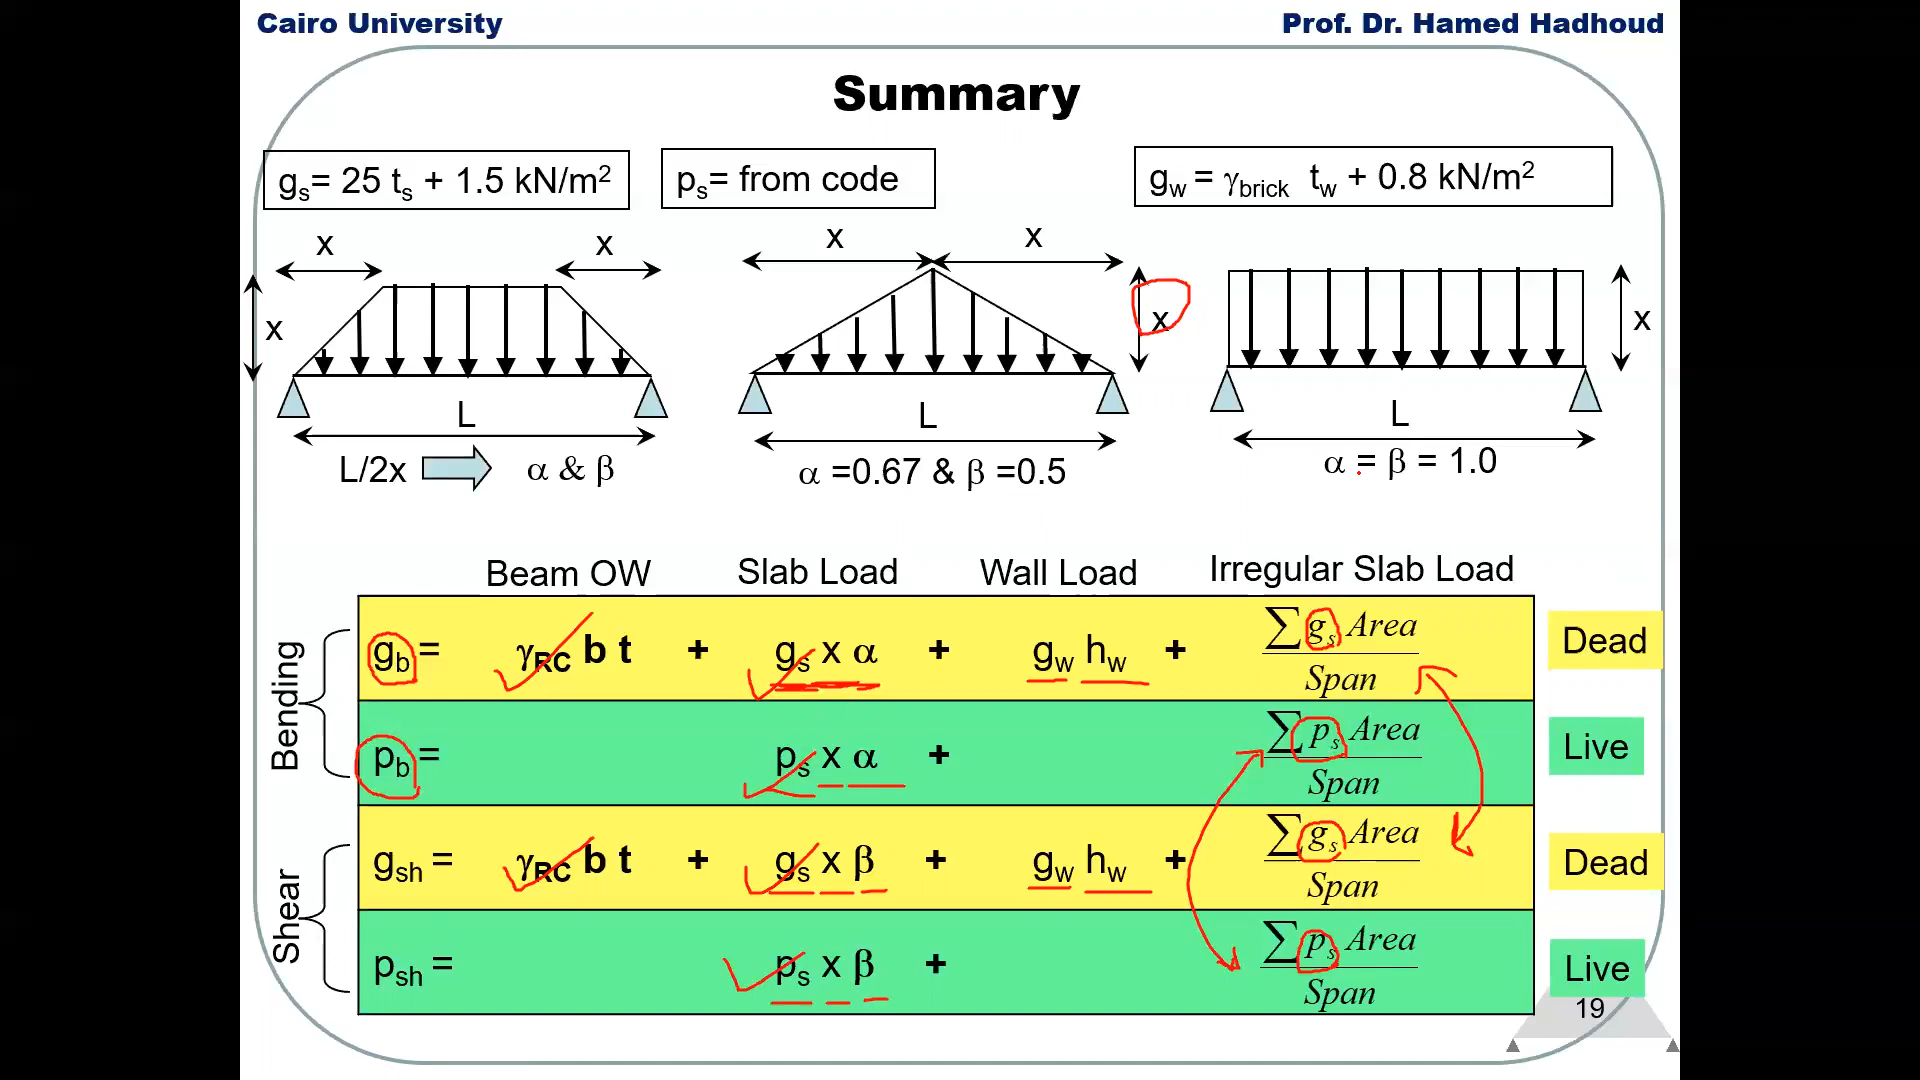 Cairo University
Prof. Dr. Hamed Hadhoud
Summary
gs= 25 ts + 1.5 kN/m2
ps= from code
gw = γbrick tw + 0.8 kN/m2
x x
x
L
L/2x α & β
x x
x
L
α =0.67 & β =0.5
x
L
α = β = 1.0
Beam OW Slab Load Wall Load Irregular Slab Load
Bending
gb = γRC b t + gs x α + gw hw + ∑ gs Area / Span Dead
pb = ps x α + ∑ ps Area / Span Live
Shear
gsh = γRC b t + gs x β + gw hw + ∑ gs Area / Span Dead
psh = ps x β + ∑ ps Area / Span Live
19